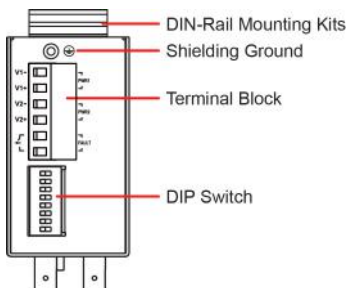 DIN-Rail Mounting Kits
Shielding Ground
V1-
V1+
V2-
V2+
PWR1
PWR2
FAULT
Terminal Block
DIP Switch